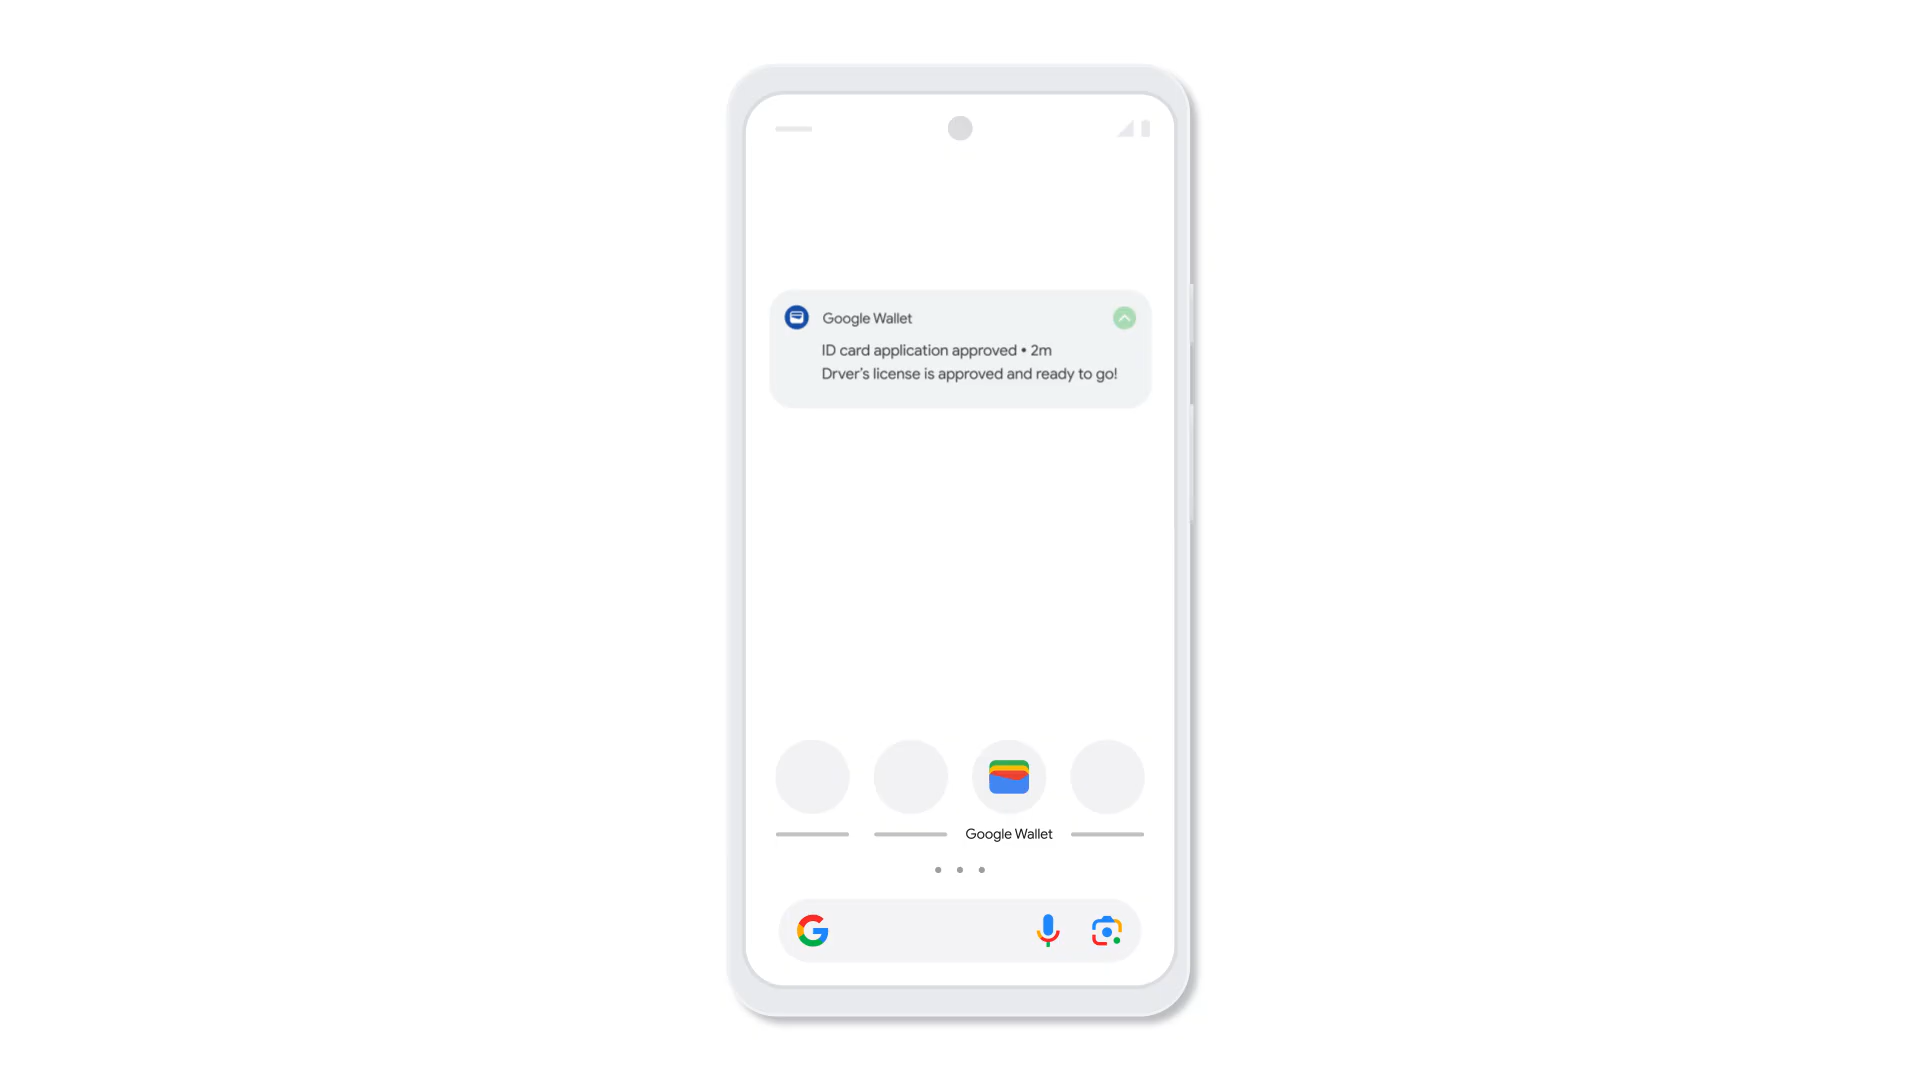 Google Wallet
ID card application approved • 2m
Drver’s license is approved and ready to go!
Google Wallet